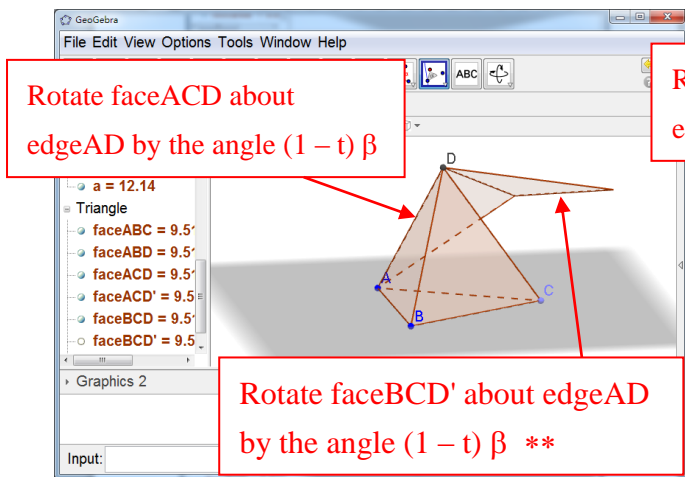 GeoGebra
File Edit View Options Tools Window Help
ABC
Rotate faceACD about
edgeAD by the angle (1 – t) β
R
e
a = 12.14
Triangle
faceABC = 9.5
faceABD = 9.5
faceACD = 9.5
faceACD' = 9.5
faceBCD = 9.5
faceBCD' = 9.5
D
A
C
B
Graphics 2
Rotate faceBCD' about edgeAD
by the angle (1 – t) β **
Input: